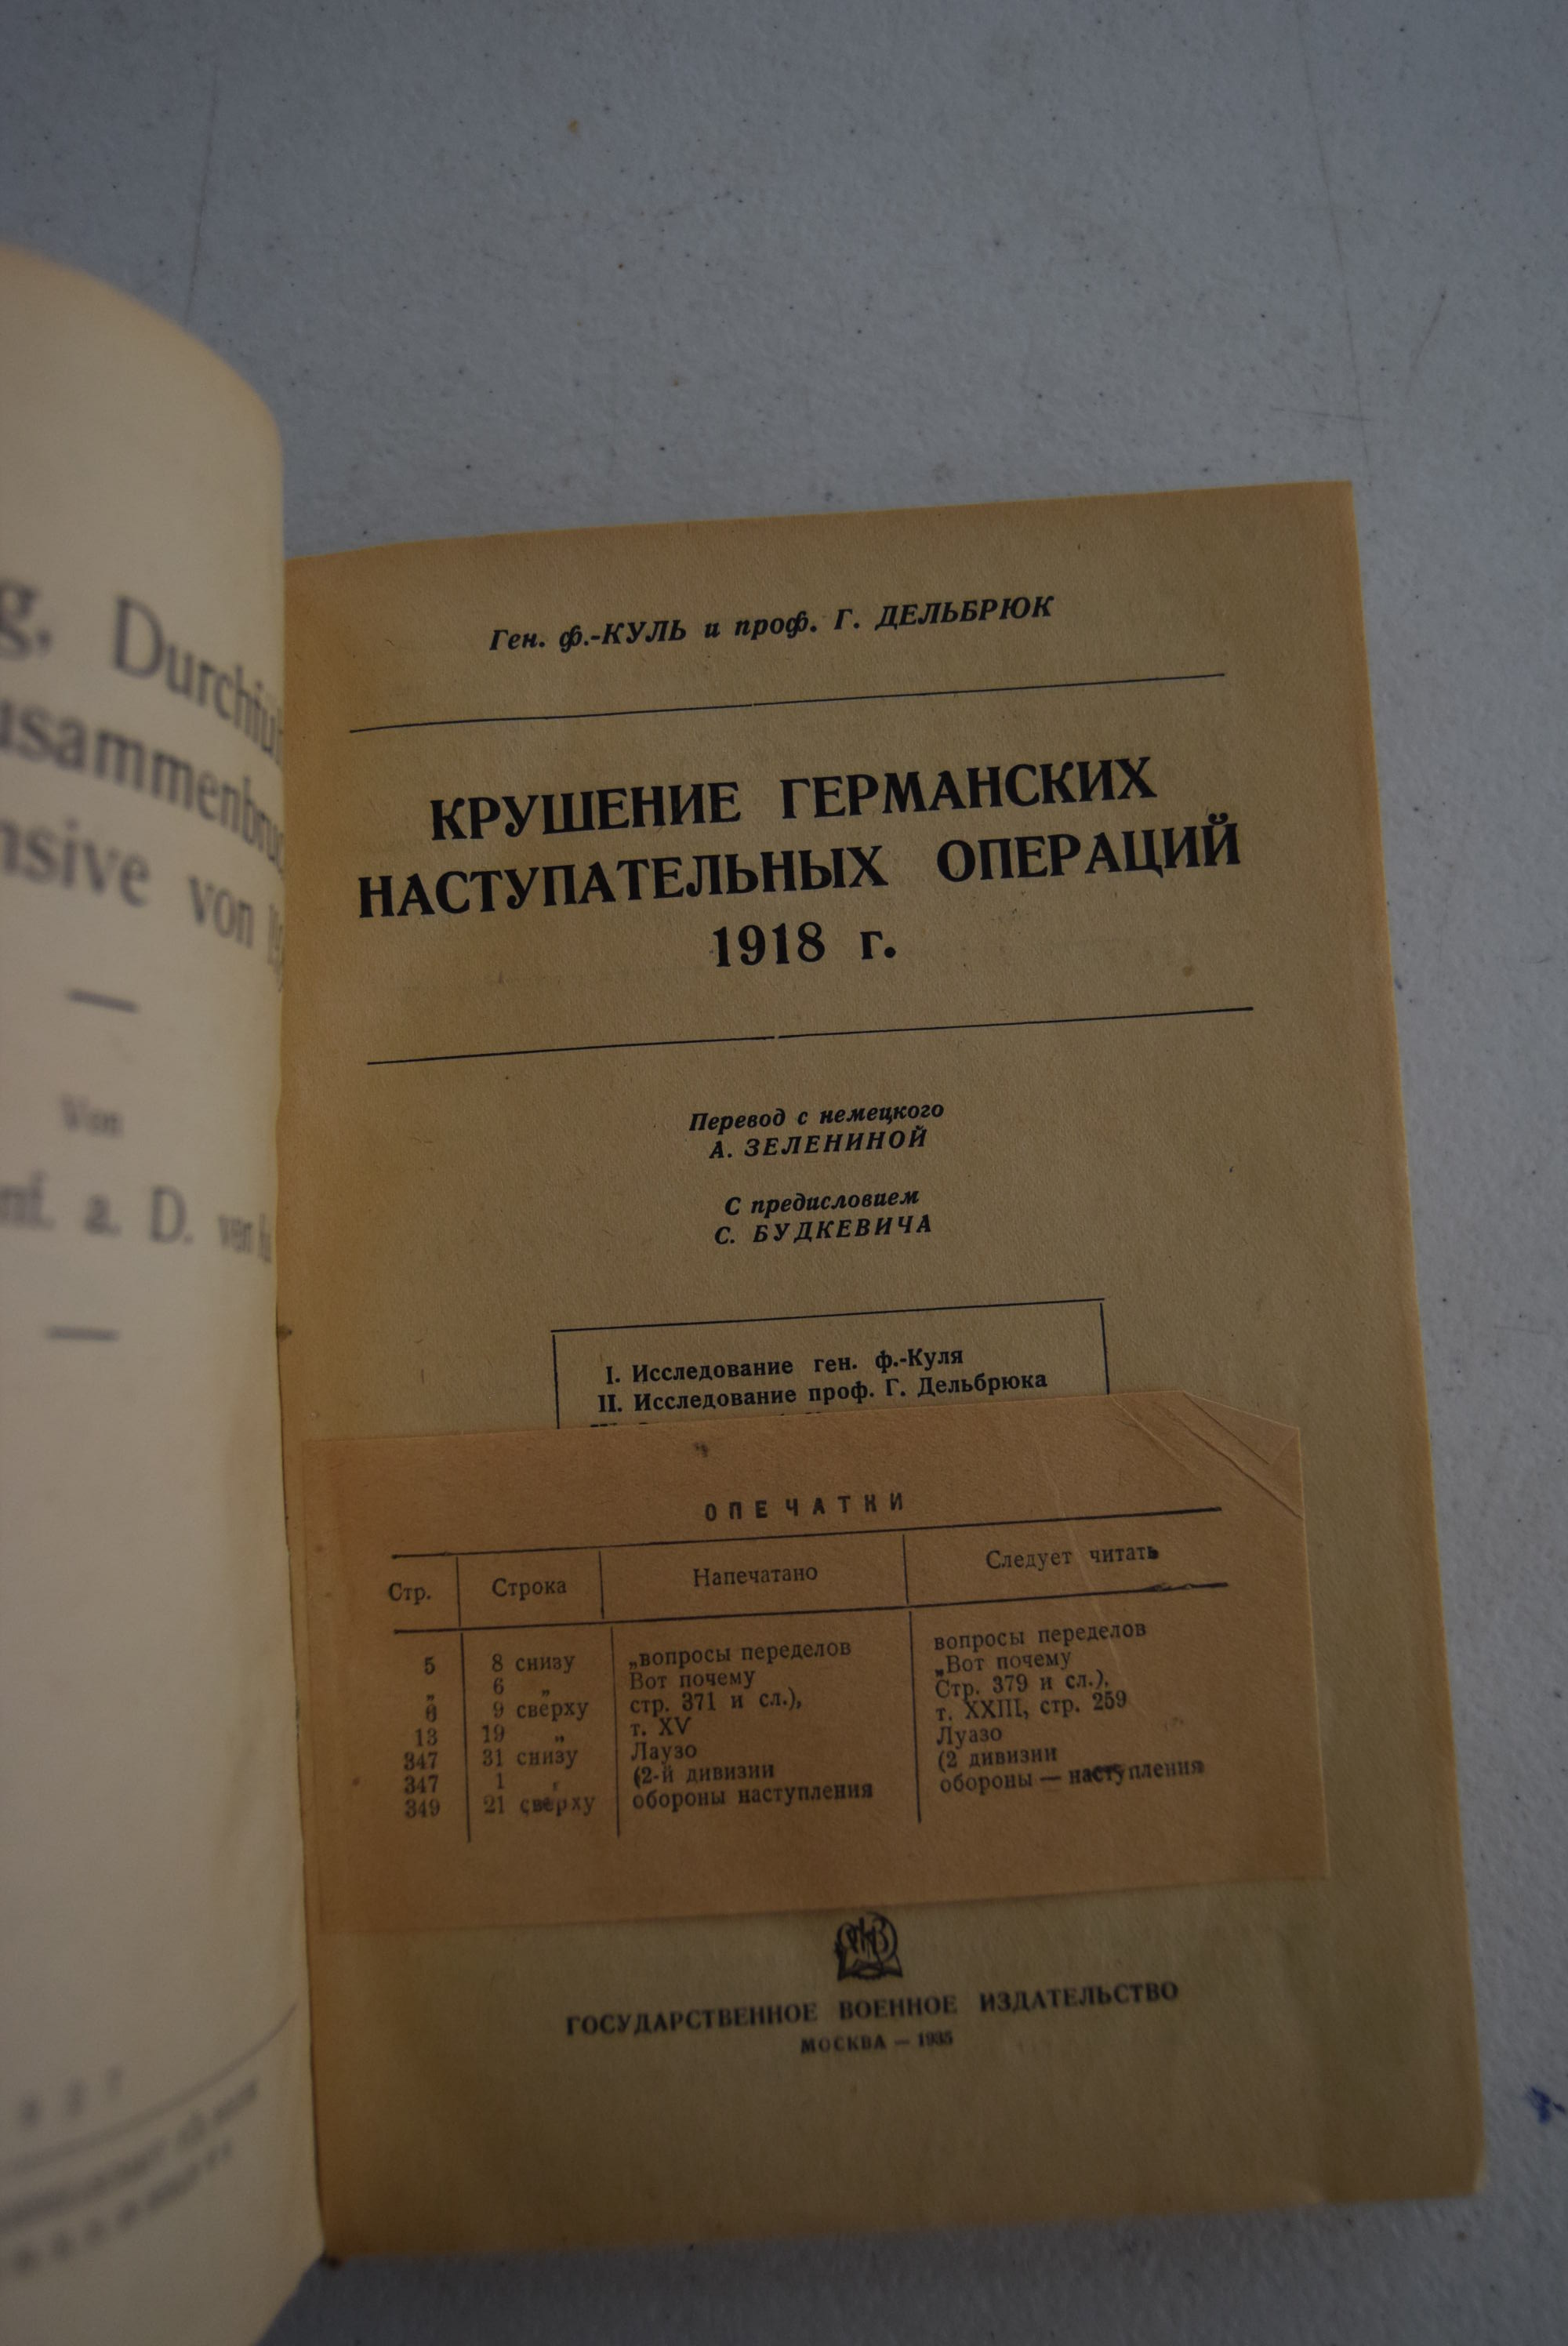 g, Durchfüh
usammenbruc
nsive von 19
Von
nf. a. D. von
Ген. ф.-КУЛЬ и проф. Г. ДЕЛЬБРЮК
КРУШЕНИЕ ГЕРМАНСКИХ
НАСТУПАТЕЛЬНЫХ ОПЕРАЦИЙ
1918 г.
Перевод с немецкого
А. ЗЕЛЕНИНОЙ
С предисловием
С. БУДКЕВИЧА
I. Исследование ген. ф.-Куля
II. Исследование проф. Г. Дельбрюка
ОПЕЧАТКИ
Стр. Строка Напечатано Следует читать
5 8 снизу „вопросы переделов вопросы переделов
„ 6 „ Вот почему „Вот почему
6 9 сверху стр. 371 и сл.), Стр. 379 и сл.),
13 19 „ т. XV т. XXIII, стр. 259
347 31 снизу Лаузо Луазо
347 1 „ (2-й дивизии (2 дивизии
349 21 сверху обороны наступления обороны — наступления
ГОСУДАРСТВЕННОЕ ВОЕННОЕ ИЗДАТЕЛЬСТВО
МОСКВА — 1935